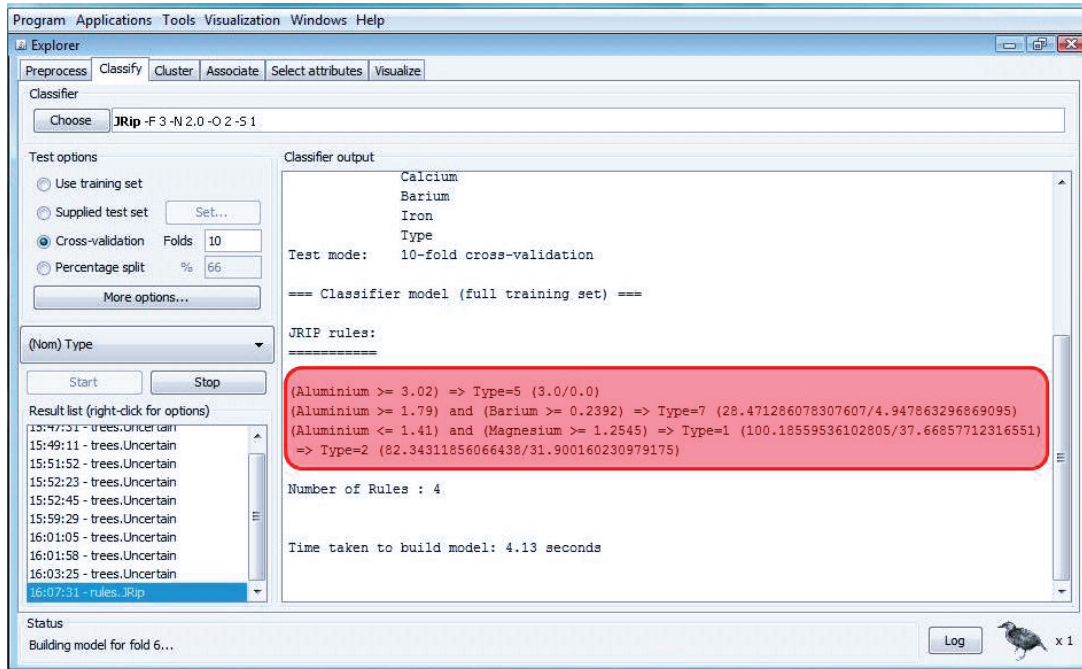 Program Applications Tools Visualization Windows Help
Explorer
Preprocess Classify Cluster Associate Select attributes Visualize
Classifier
Choose JRip -F 3 -N 2.0 -O 2 -S 1
Test options
Use training set
Supplied test set Set...
Cross-validation Folds 10
Percentage split % 66
More options...
(Nom) Type
Start Stop
Result list (right-click for options)
15:47:31 - trees.Uncertain
15:49:11 - trees.Uncertain
15:51:52 - trees.Uncertain
15:52:23 - trees.Uncertain
15:52:45 - trees.Uncertain
15:59:29 - trees.Uncertain
16:01:05 - trees.Uncertain
16:01:58 - trees.Uncertain
16:03:25 - trees.Uncertain
16:07:31 - rules.JRip
Classifier output
Calcium
Barium
Iron
Type
Test mode: 10-fold cross-validation
=== Classifier model (full training set) ===
JRIP rules:
===========
(Aluminium >= 3.02) => Type=5 (3.0/0.0)
(Aluminium >= 1.79) and (Barium >= 0.2392) => Type=7 (28.471286078307607/4.947863296869095)
(Aluminium <= 1.41) and (Magnesium >= 1.2545) => Type=1 (100.18559536102805/37.66857712316551)
=> Type=2 (82.34311856066438/31.900160230979175)
Number of Rules : 4
Time taken to build model: 4.13 seconds
Status
Building model for fold 6...
Log x 1